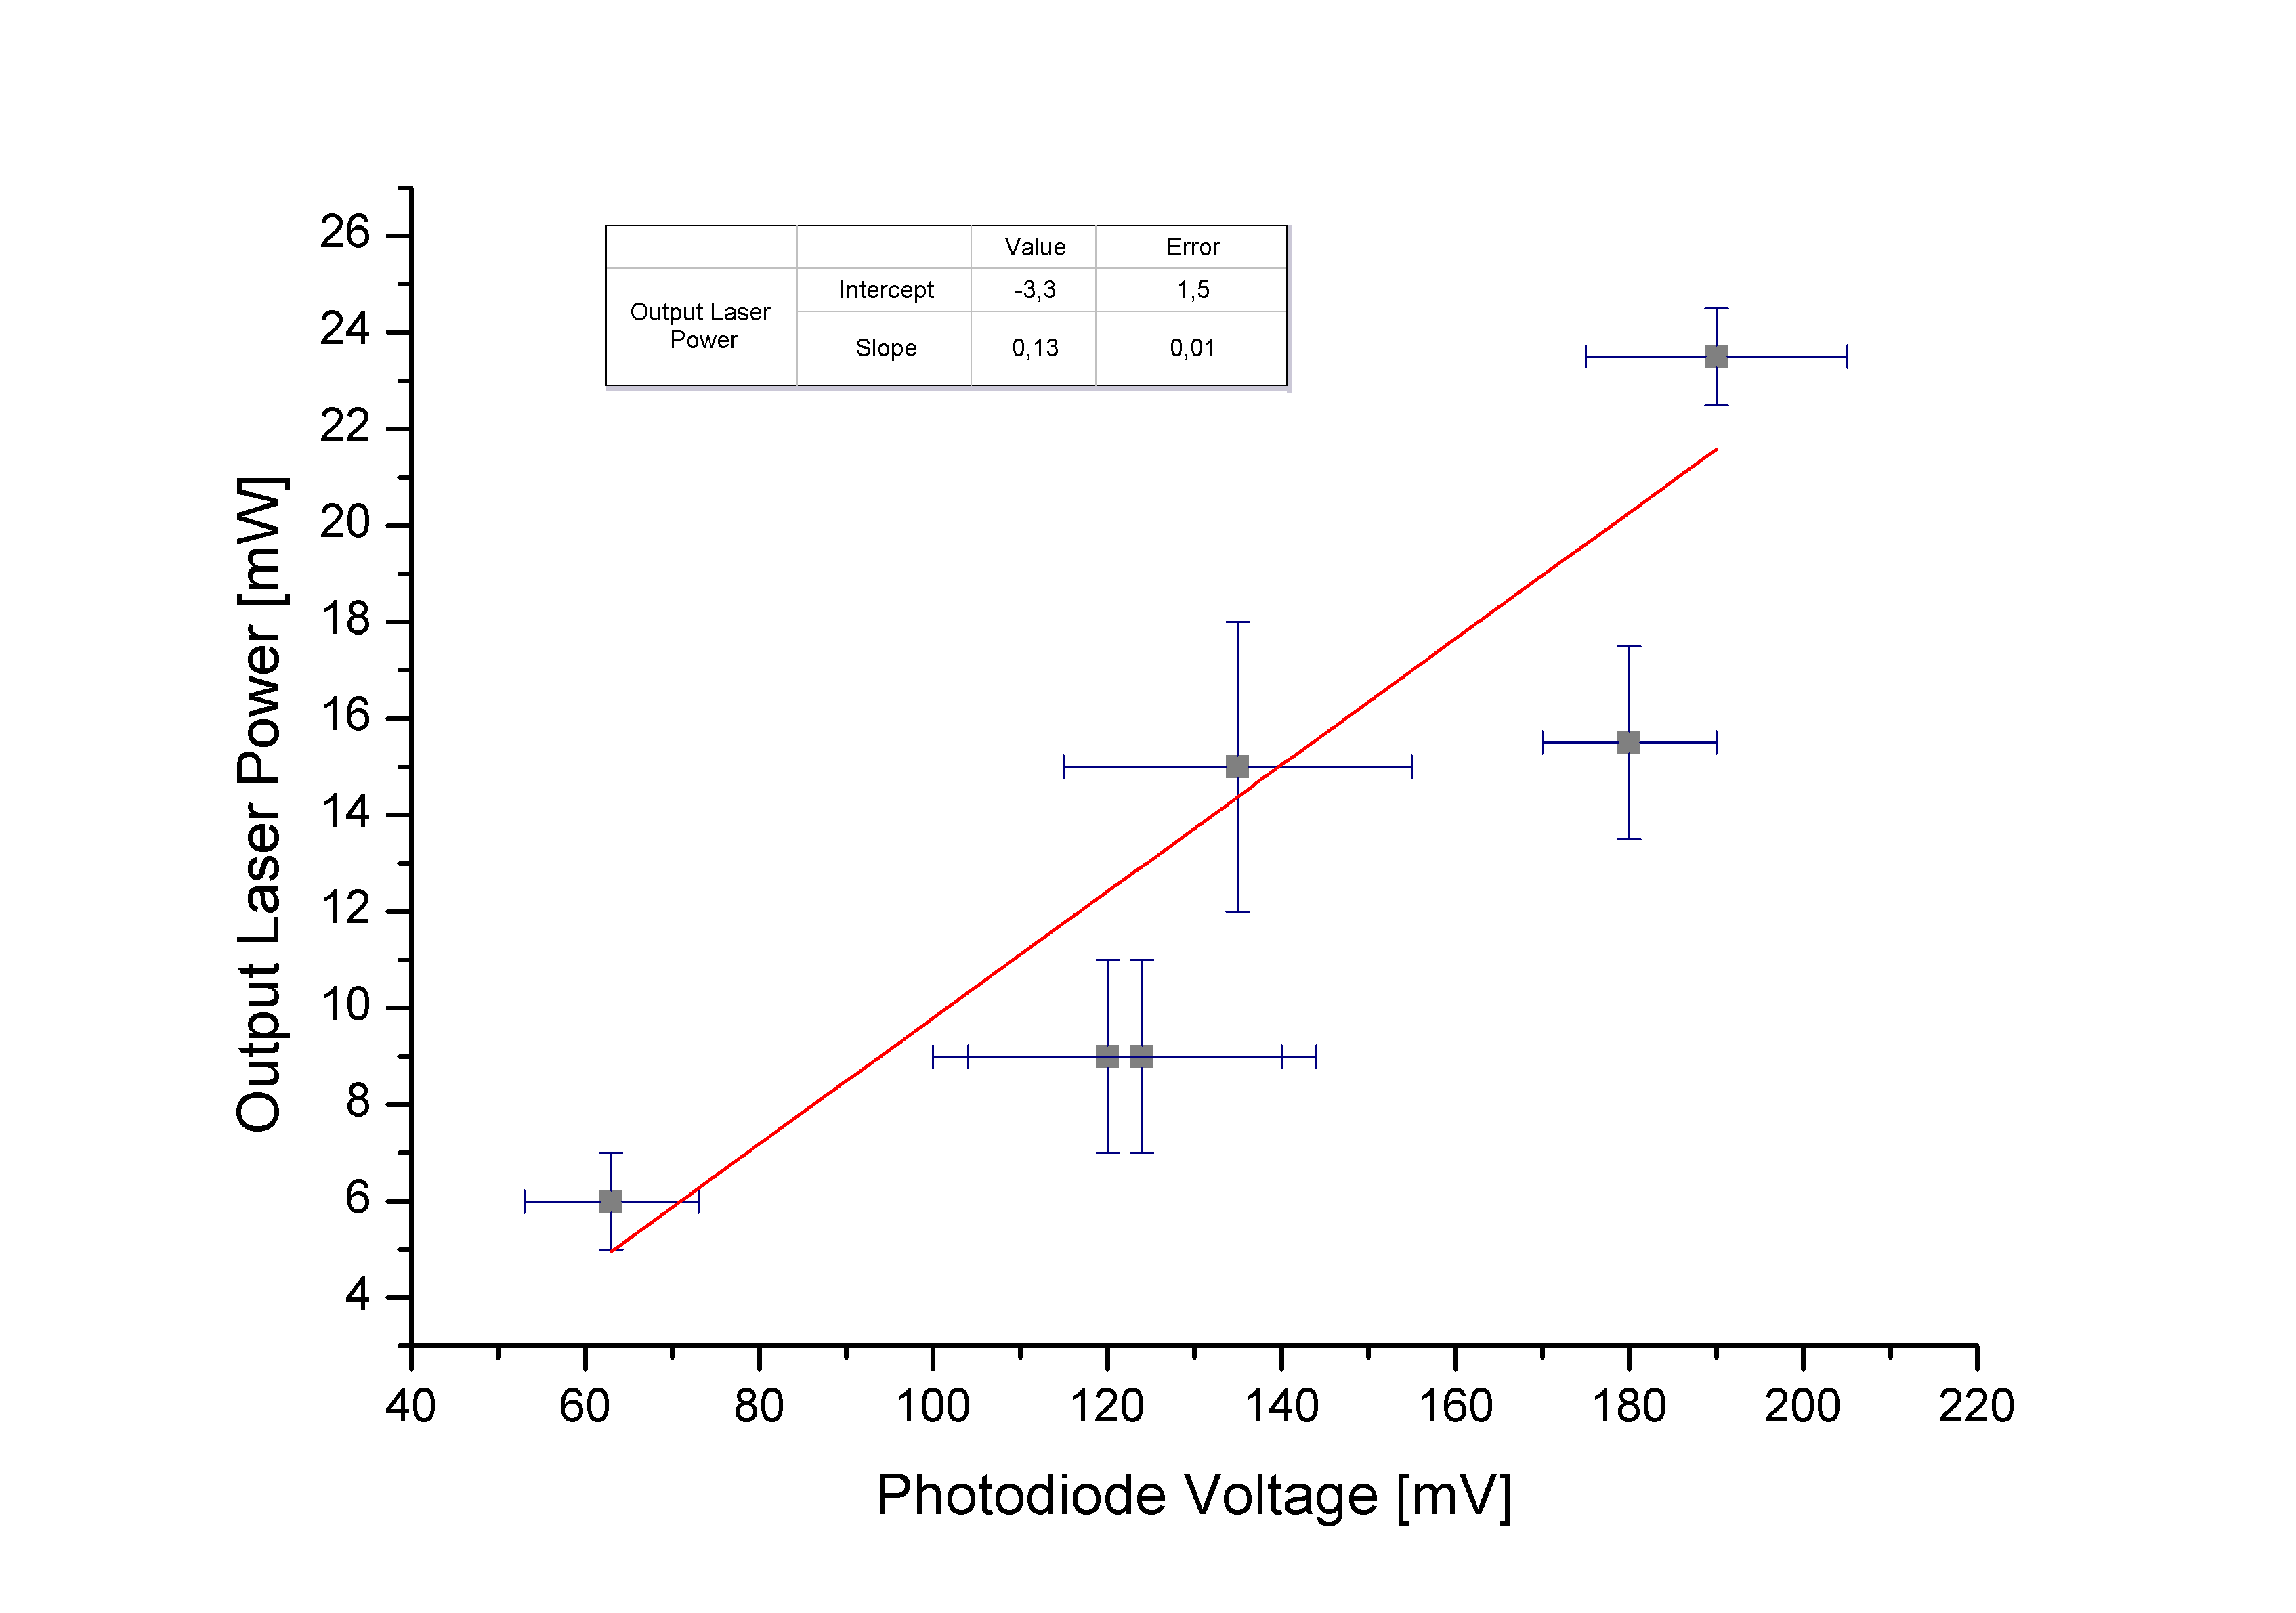 Value Error
Intercept -3,3 1,5
Output Laser
Power
Slope 0,13 0,01
Output Laser Power [mW]
26
24
22
20
18
16
14
12
10
8
6
4
40 60 80 100 120 140 160 180 200 220
Photodiode Voltage [mV]